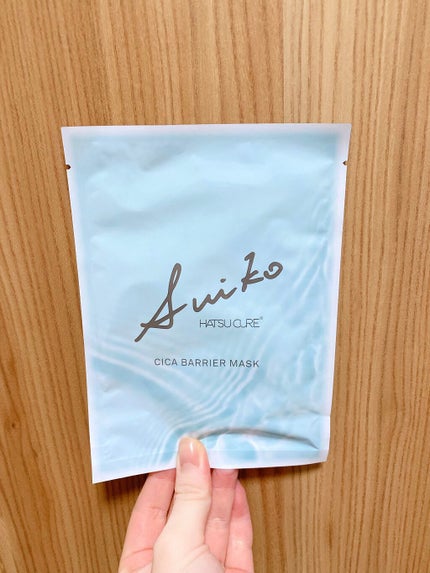 Suiko
HATSU CURE®
CICA BARRIER MASK